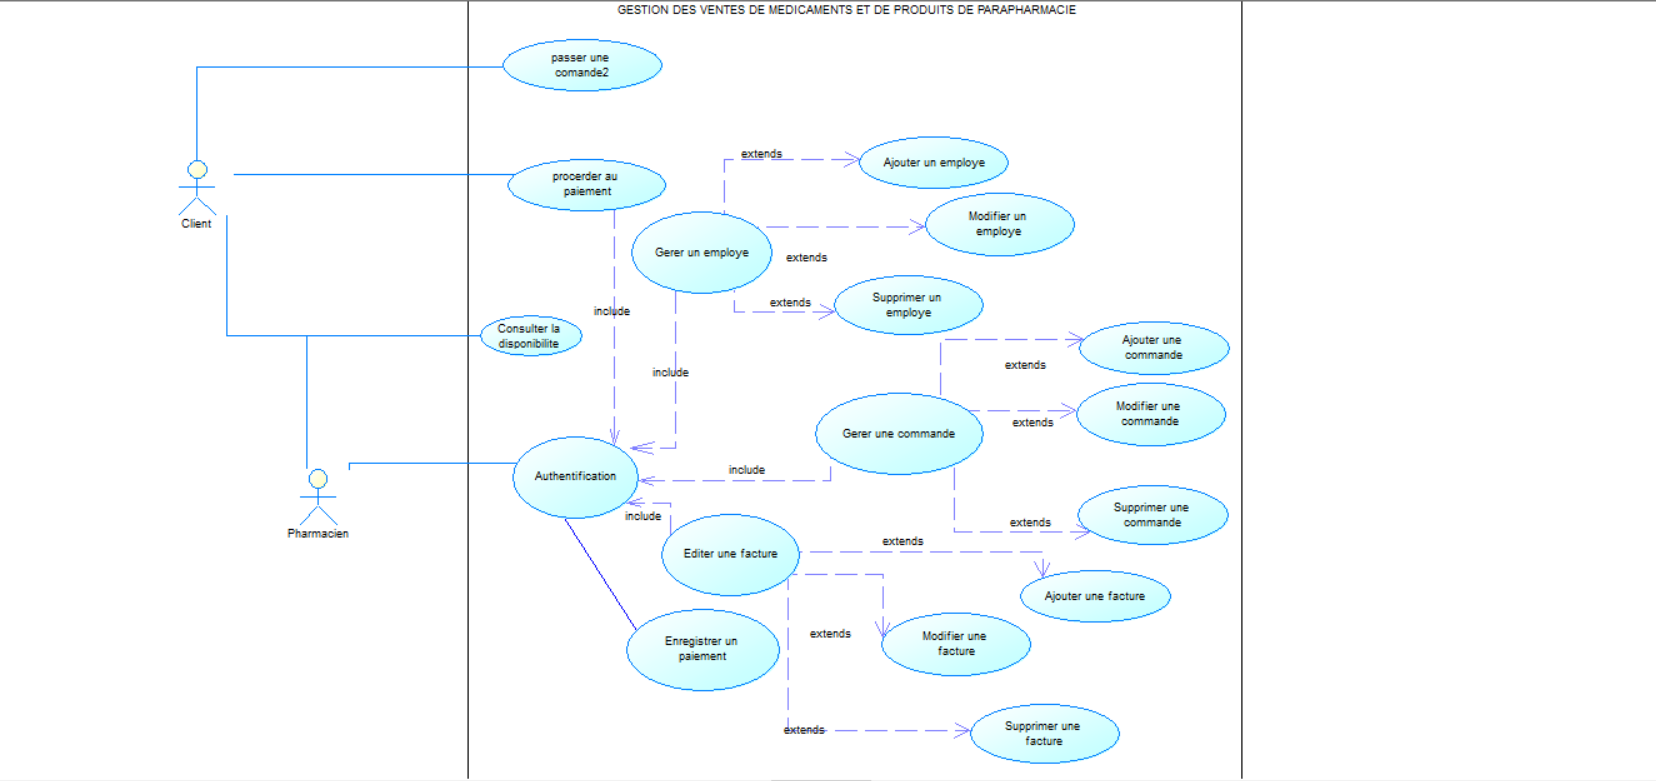 GESTION DES VENTES DE MEDICAMENTS ET DE PRODUITS DE PARAPHARMACIE
passer une
comande2
extends
Ajouter un employe
procerder au
paiement
Client
Modifier un
employe
Gerer un employe
extends
extends
Supprimer un
employe
include
Consulter la
disponibilite
Ajouter une
commande
extends
include
Modifier une
commande
extends
Gerer une commande
include
Authentification
Pharmacien
include
Supprimer une
commande
extends
extends
Editer une facture
Ajouter une facture
extends
Modifier une
facture
Enregistrer un
paiement
extends
Supprimer une
facture